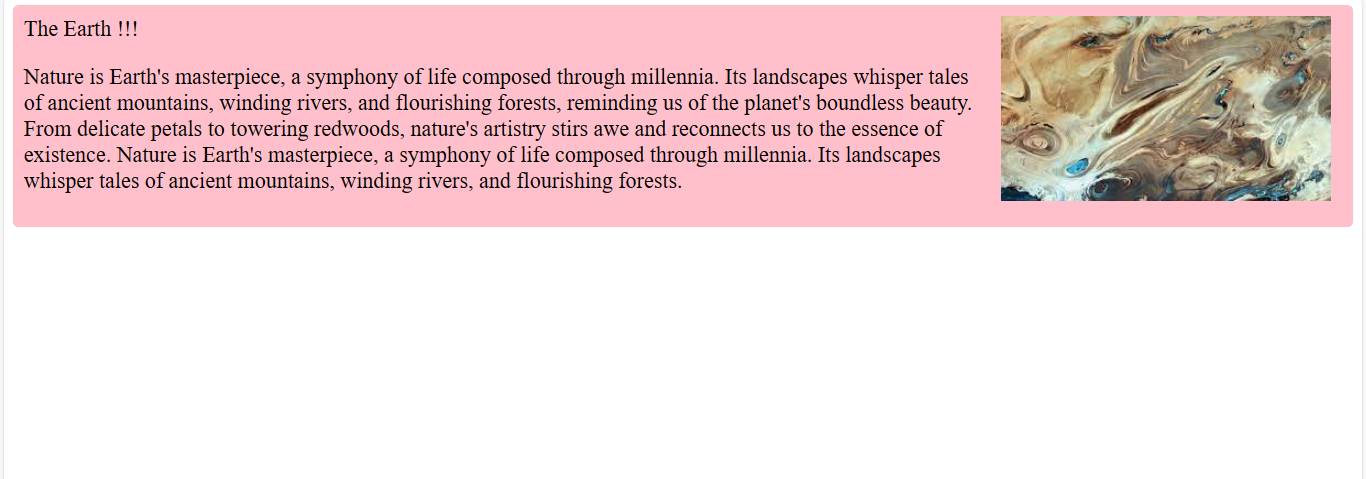 The Earth !!!
Nature is Earth's masterpiece, a symphony of life composed through millennia. Its landscapes whisper tales
of ancient mountains, winding rivers, and flourishing forests, reminding us of the planet's boundless beauty.
From delicate petals to towering redwoods, nature's artistry stirs awe and reconnects us to the essence of
existence. Nature is Earth's masterpiece, a symphony of life composed through millennia. Its landscapes
whisper tales of ancient mountains, winding rivers, and flourishing forests.